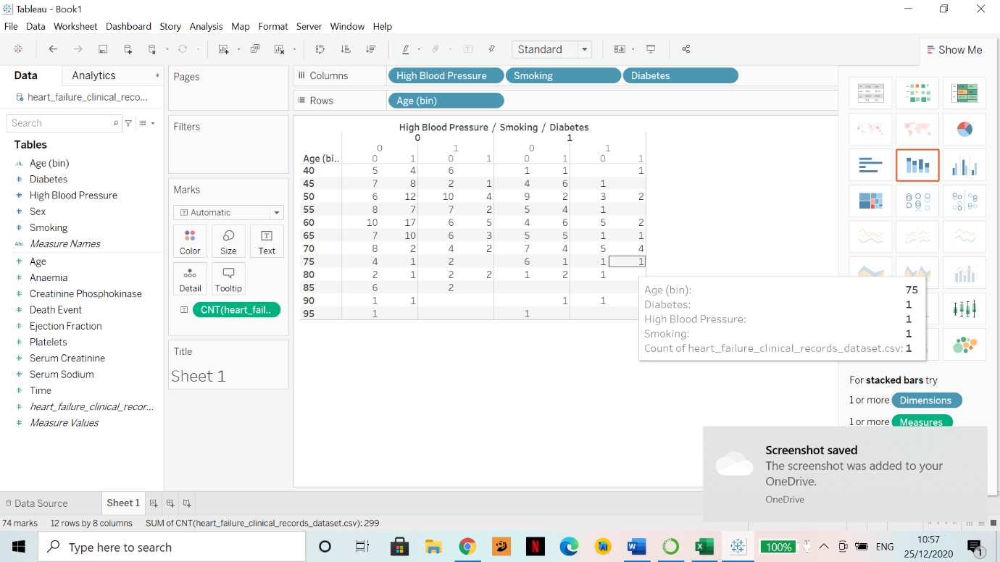 Tableau - Book1
File Data Worksheet Dashboard Story Analysis Map Format Server Window Help
Standard
Show Me
Data Analytics
Pages
Columns High Blood Pressure Smoking Diabetes
heart_failure_clinical_reco...
Rows Age (bin)
Search
Filters
Tables
Age (bin)
Diabetes
High Blood Pressure
Sex
Smoking
Abc Measure Names
Age
Anaemia
Creatinine Phosphokinase
Death Event
Ejection Fraction
Platelets
Serum Creatinine
Serum Sodium
Time
heart_failure_clinical_recor...
Measure Values
Marks
Automatic
Color Size Text
Detail Tooltip
CNT(heart_fail..
Title
Sheet 1
High Blood Pressure / Smoking / Diabetes
0 1
0 1 0 1
Age (bi.. 0 1 0 1 0 1 0 1
40 5 4 6 1 1 1
45 7 8 2 1 4 6 1
50 6 12 10 4 9 2 3 2
55 8 7 7 2 5 4 1
60 10 17 6 5 4 6 5 2
65 7 10 6 3 5 5 1 1
70 8 2 4 2 7 4 5 4
75 4 1 2 6 1 1 1
80 2 1 2 2 1 2 1
85 6 2
90 1 1 1 1
95 1 1
Age (bin): 75
Diabetes: 1
High Blood Pressure: 1
Smoking: 1
Count of heart_failure_clinical_records_dataset.csv: 1
For stacked bars try
1 or more Dimensions
1 or more Measures
Screenshot saved
The screenshot was added to your
OneDrive.
OneDrive
Data Source Sheet 1
74 marks 12 rows by 8 columns SUM of CNT(heart_failure_clinical_records_dataset.csv): 299
Type here to search
100%
ENG
10:57
25/12/2020
1